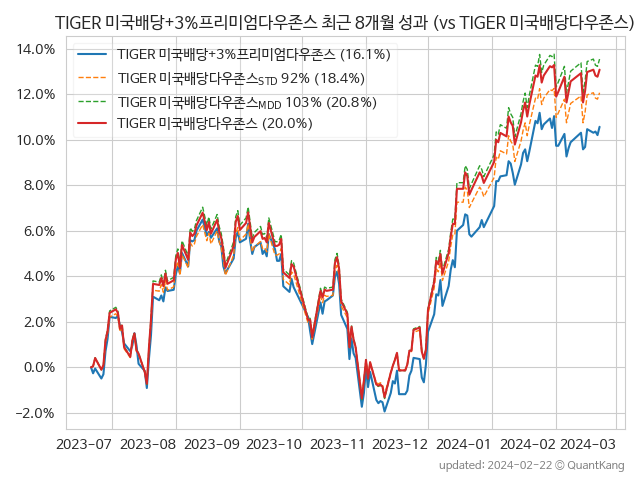 TIGER 미국배당+3%프리미엄다우존스 최근 8개월 성과 (vs TIGER 미국배당다우존스)
14.0%
12.0%
10.0%
8.0%
6.0%
4.0%
2.0%
0.0%
−2.0%
TIGER 미국배당+3%프리미엄다우존스 (16.1%)
TIGER 미국배당다우존스STD 92% (18.4%)
TIGER 미국배당다우존스MDD 103% (20.8%)
TIGER 미국배당다우존스 (20.0%)
2023-07 2023-08 2023-09 2023-10 2023-11 2023-12 2024-01 2024-02 2024-03
updated: 2024-02-22 © QuantKang